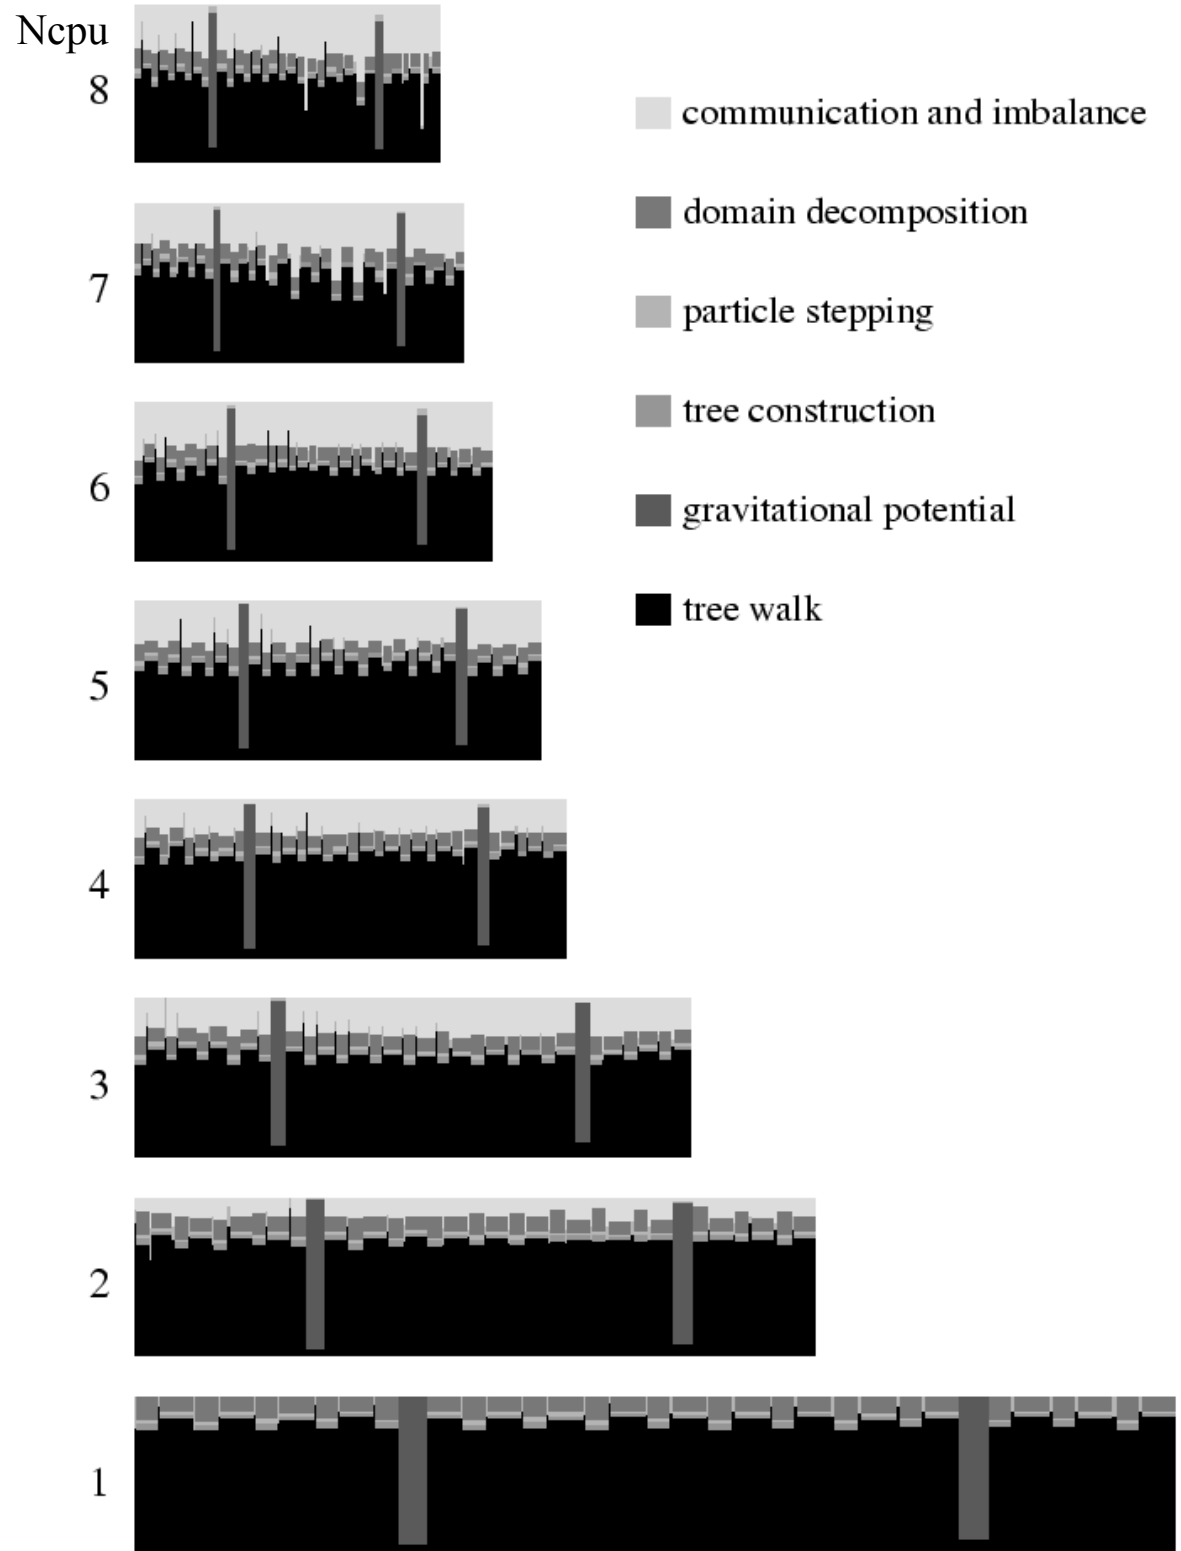 Ncpu
8
communication and imbalance
domain decomposition
7
particle stepping
tree construction
6
gravitational potential
tree walk
5
4
3
2
1